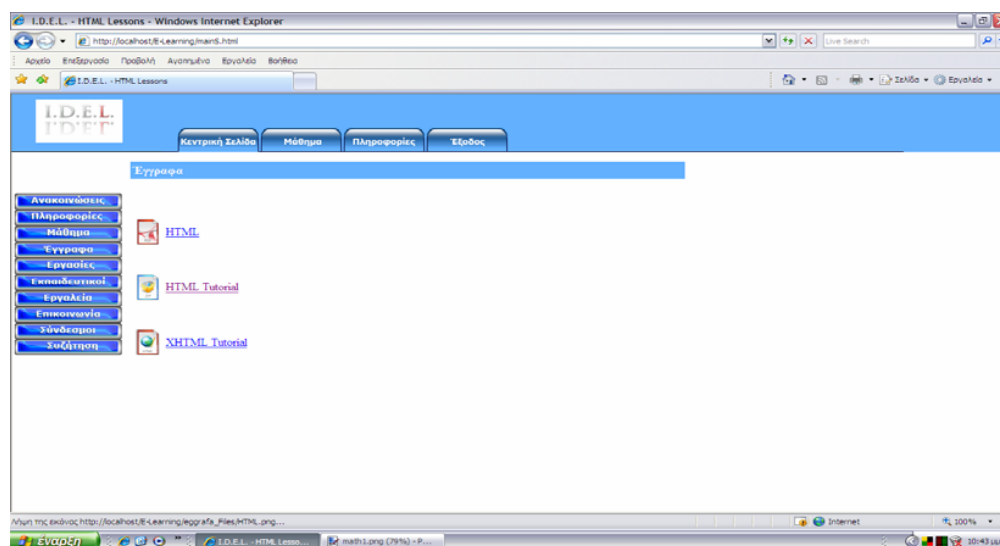 I.D.E.L. - HTML Lessons - Windows Internet Explorer
http://localhost/E-Learning/mainS.html
Live Search
Αρχείο Επεξεργασία Προβολή Αγαπημένα Εργαλεία Βοήθεια
I.D.E.L. - HTML Lessons
Σελίδα
Εργαλεία
I.D.E.L.
Κεντρική Σελίδα Μάθημα Πληροφορίες Έξοδος
Έγγραφα
Ανακοινώσεις
Πληροφορίες
Μάθημα
Έγγραφα
Εργασίες
Εκπαιδευτικοί
Εργαλεία
Επικοινωνία
Σύνδεσμοι
Συζήτηση
HTML
HTML Tutorial
XHTML Tutorial
Λήψη της εικόνας http://localhost/E-Learning/eggrafa_Files/HTML.png...
Internet
100%
έναρξη
I.D.E.L. - HTML Lesso...
math1.png (79%) - P...
10:43 μμ